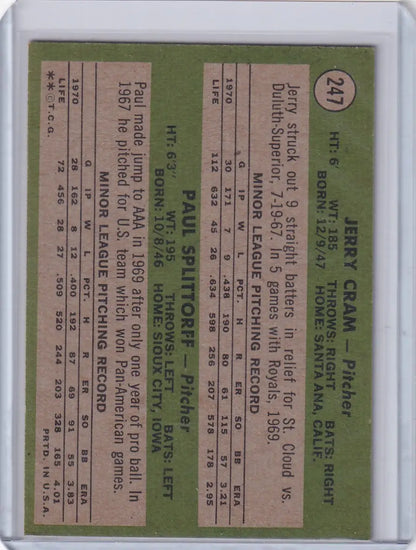 247
JERRY CRAM — Pitcher
HT: 6' WT: 185 THROWS: RIGHT BATS: RIGHT
BORN: 12/9/47 HOME: SANTA ANA, CALIF.
Jerry struck out 9 straight batters in relief for St. Cloud vs.
Duluth-Superior, 7-19-67. In 5 games with Royals, 1969.
MINOR LEAGUE PITCHING RECORD
G IP W L PCT. H R ER SO BB ERA
1970 30 171 7 9 .438 190 80 61 117 57 3.21
LIFE 112 632 45 26 .634 598 256 207 578 178 2.95
PAUL SPLITTORFF — Pitcher
HT: 6'3" WT: 195 THROWS: LEFT BATS: LEFT
BORN: 10/8/46 HOME: SIOUX CITY, IOWA
Paul made jump to AAA in 1969 after only one year of pro ball. In
1967 he pitched for U.S. team which won Pan-American games.
MINOR LEAGUE PITCHING RECORD
G IP W L PCT. H R ER SO BB ERA
1970 28 162 8 12 .400 192 87 69 91 55 3.83
LIFE 72 456 28 27 .509 520 244 203 328 165 4.01
**©T.C.G. PRTD. IN U.S.A.